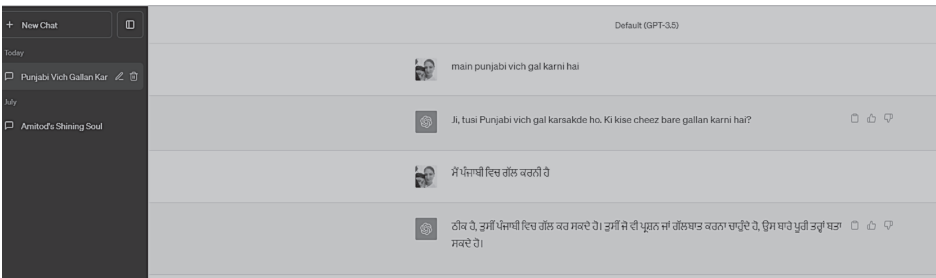 + New Chat
Today
Punjabi Vich Gallan Kar
July
Amitod's Shining Soul
Default (GPT-3.5)
main punjabi vich gal karni hai
Ji, tusi Punjabi vich gal karsakde ho. Ki kise cheez bare gallan karni hai?
ਮੈਂ ਪੰਜਾਬੀ ਵਿਚ ਗੱਲ ਕਰਨੀ ਹੈ
ਠੀਕ ਹੈ, ਤੁਸੀਂ ਪੰਜਾਬੀ ਵਿਚ ਗੱਲ ਕਰ ਸਕਦੇ ਹੋ। ਤੁਸੀਂ ਜੋ ਵੀ ਪ੍ਰਸ਼ਨ ਜਾਂ ਗੱਲਬਾਤ ਕਰਨਾ ਚਾਹੁੰਦੇ ਹੋ, ਉਸ ਬਾਰੇ ਪੂਰੀ ਤਰ੍ਹਾਂ ਬਤਾ
ਸਕਦੇ ਹੋ।